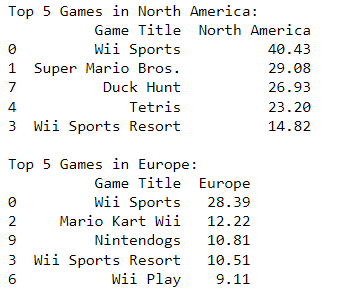 Top 5 Games in North America:
Game Title North America
0 Wii Sports 40.43
1 Super Mario Bros. 29.08
7 Duck Hunt 26.93
4 Tetris 23.20
3 Wii Sports Resort 14.82
Top 5 Games in Europe:
Game Title Europe
0 Wii Sports 28.39
2 Mario Kart Wii 12.22
9 Nintendogs 10.81
3 Wii Sports Resort 10.51
6 Wii Play 9.11